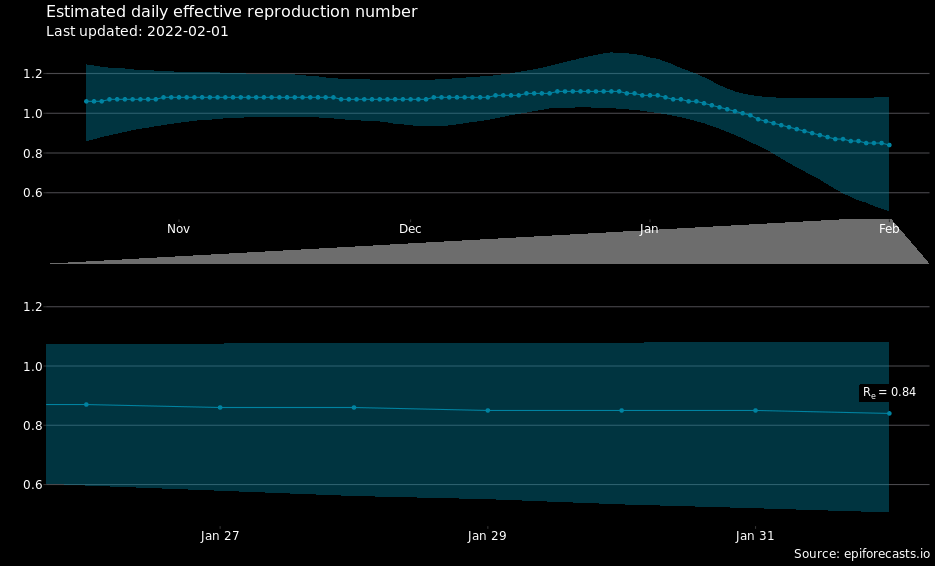 Estimated daily effective reproduction number
Last updated: 2022-02-01
1.2
1.0
0.8
0.6
Nov Dec Jan Feb
1.2
1.0
0.8
0.6
Re = 0.84
Jan 27 Jan 29 Jan 31
Source: epiforecasts.io